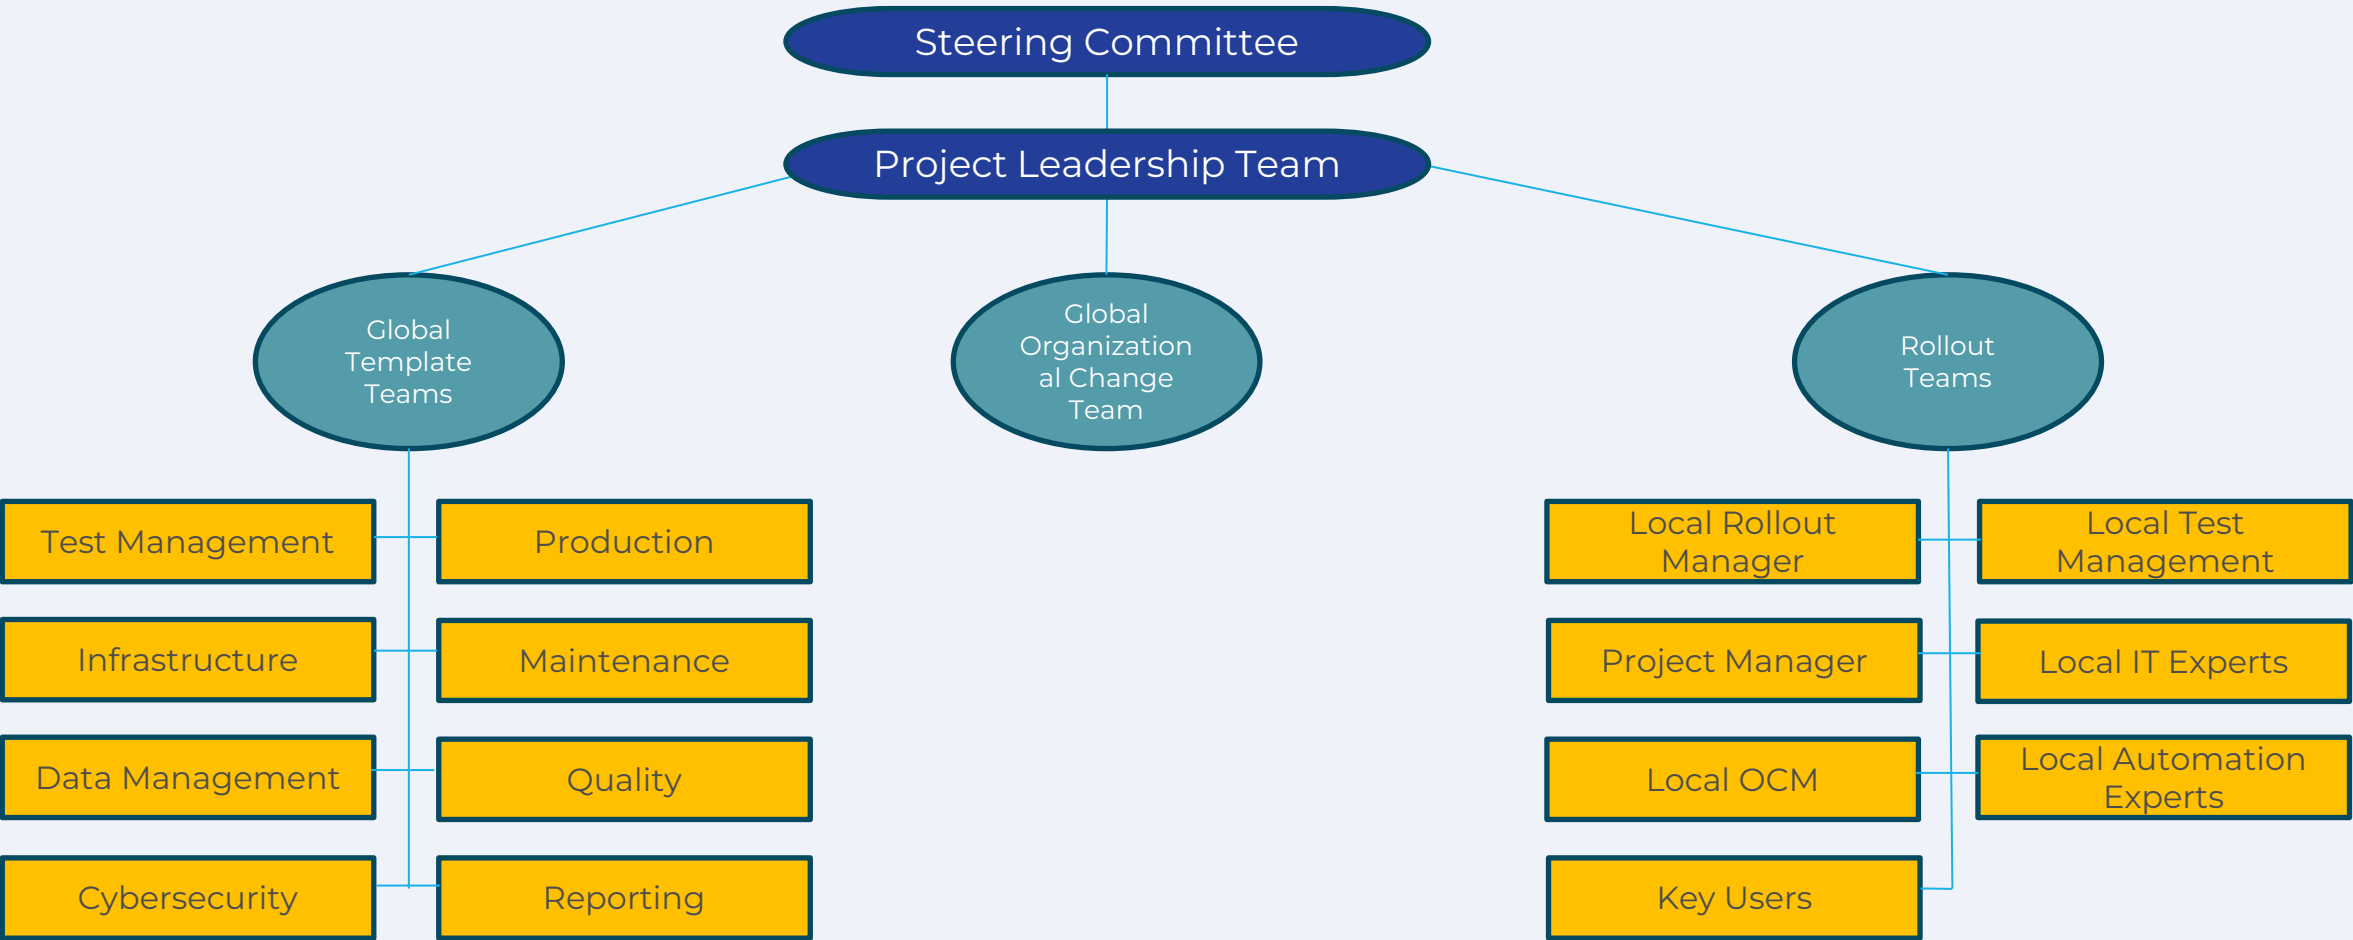 Steering Committee
Project Leadership Team
Global
Template
Teams
Global
Organization
al Change
Team
Rollout
Teams
Test Management
Production
Infrastructure
Maintenance
Data Management
Quality
Cybersecurity
Reporting
Local Rollout
Manager
Local Test
Management
Project Manager
Local IT Experts
Local OCM
Local Automation
Experts
Key Users